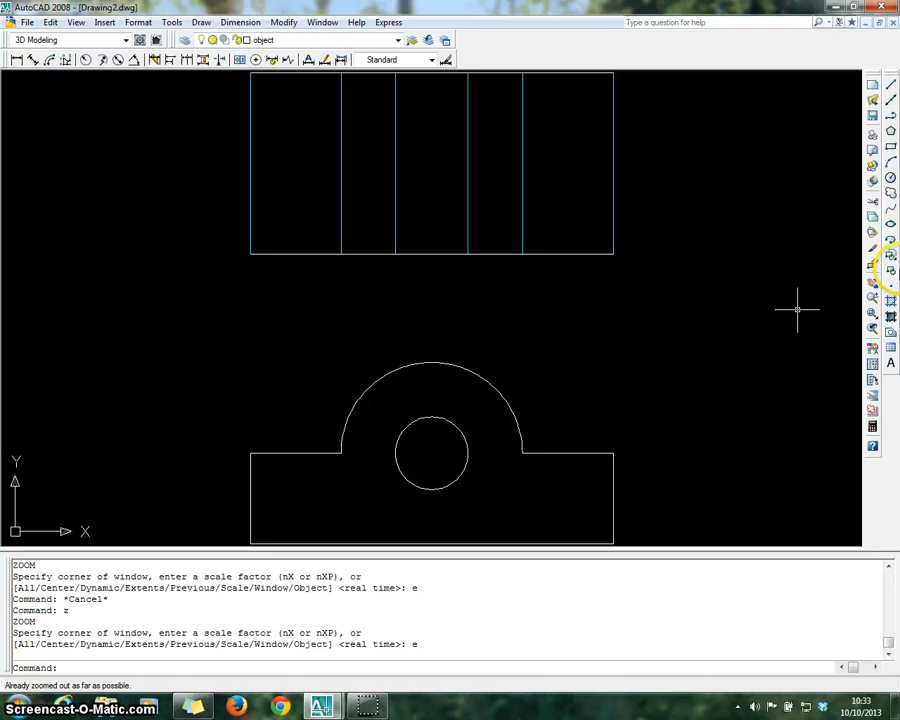 AutoCAD 2008 - [Drawing2.dwg]
File Edit View Insert Format Tools Draw Dimension Modify Window Help Express
Type a question for help
3D Modeling
object
Standard
A
Y
X
ZOOM
Specify corner of window, enter a scale factor (nX or nXP), or
[All/Center/Dynamic/Extents/Previous/Scale/Window/Object] <real time>: e
Command: *Cancel*
Command: z
ZOOM
Specify corner of window, enter a scale factor (nX or nXP), or
[All/Center/Dynamic/Extents/Previous/Scale/Window/Object] <real time>: e
Command:
Already zoomed out as far as possible.
Screencast-O-Matic.com
10:33
10/10/2013